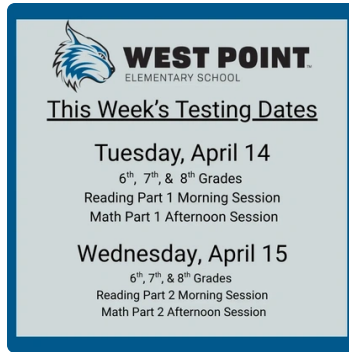 WEST POINT™
ELEMENTARY SCHOOL
This Week's Testing Dates
Tuesday, April 14
6th, 7th, & 8th Grades
Reading Part 1 Morning Session
Math Part 1 Afternoon Session
Wednesday, April 15
6th, 7th, & 8th Grades
Reading Part 2 Morning Session
Math Part 2 Afternoon Session